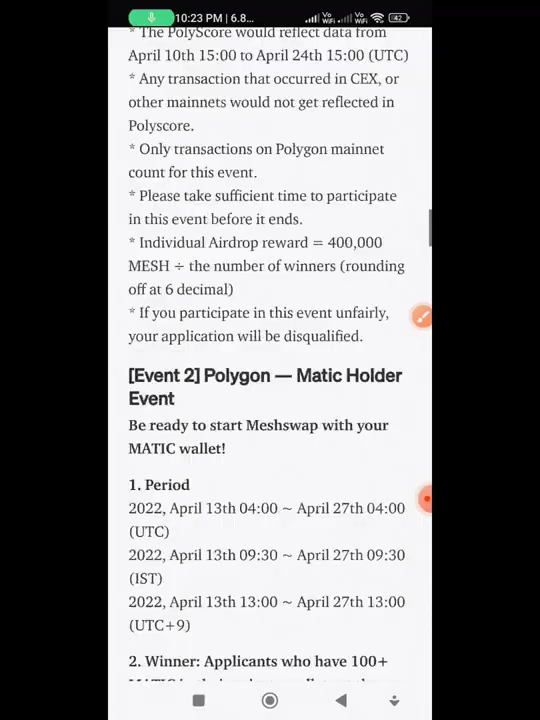 10:23 PM | 6.8...
Vo WiFi
Vo WiFi
42
* The PolyScore would reflect data from
April 10th 15:00 to April 24th 15:00 (UTC)
* Any transaction that occurred in CEX, or
other mainnets would not get reflected in
Polyscore.
* Only transactions on Polygon mainnet
count for this event.
* Please take sufficient time to participate
in this event before it ends.
* Individual Airdrop reward = 400,000
MESH ÷ the number of winners (rounding
off at 6 decimal)
* If you participate in this event unfairly,
your application will be disqualified.
[Event 2] Polygon — Matic Holder
Event
Be ready to start Meshswap with your
MATIC wallet!
1. Period
2022, April 13th 04:00 ~ April 27th 04:00
(UTC)
2022, April 13th 09:30 ~ April 27th 09:30
(IST)
2022, April 13th 13:00 ~ April 27th 13:00
(UTC+9)
2. Winner: Applicants who have 100+